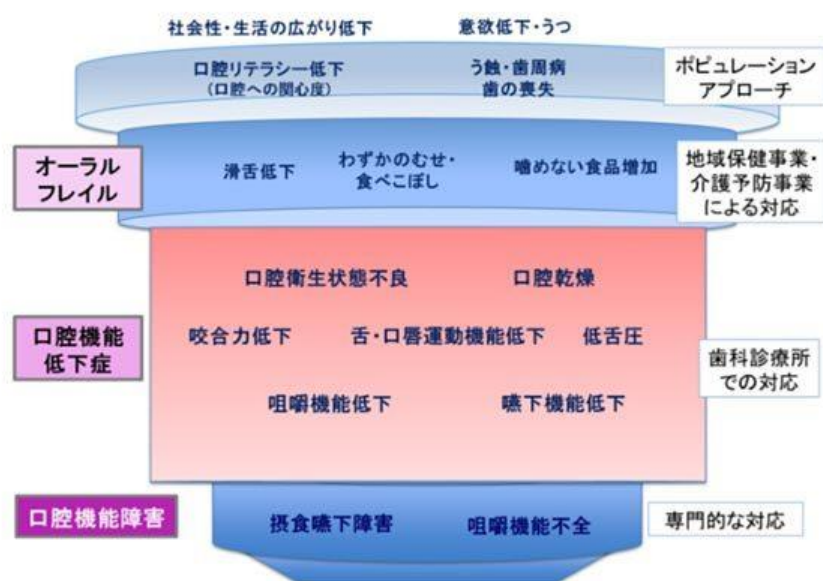 社会性・生活の広がり低下
意欲低下・うつ
口腔リテラシー低下
(口腔への関心度)
う蝕・歯周病
歯の喪失
ポピュレーション
アプローチ
オーラル
フレイル
滑舌低下
わずかのむせ・
食べこぼし
噛めない食品増加
地域保健事業・
介護予防事業
による対応
口腔衛生状態不良
口腔乾燥
口腔機能
低下症
咬合力低下
舌・口唇運動機能低下
低舌圧
咀嚼機能低下
嚥下機能低下
歯科診療所
での対応
口腔機能障害
摂食嚥下障害
咀嚼機能不全
専門的な対応